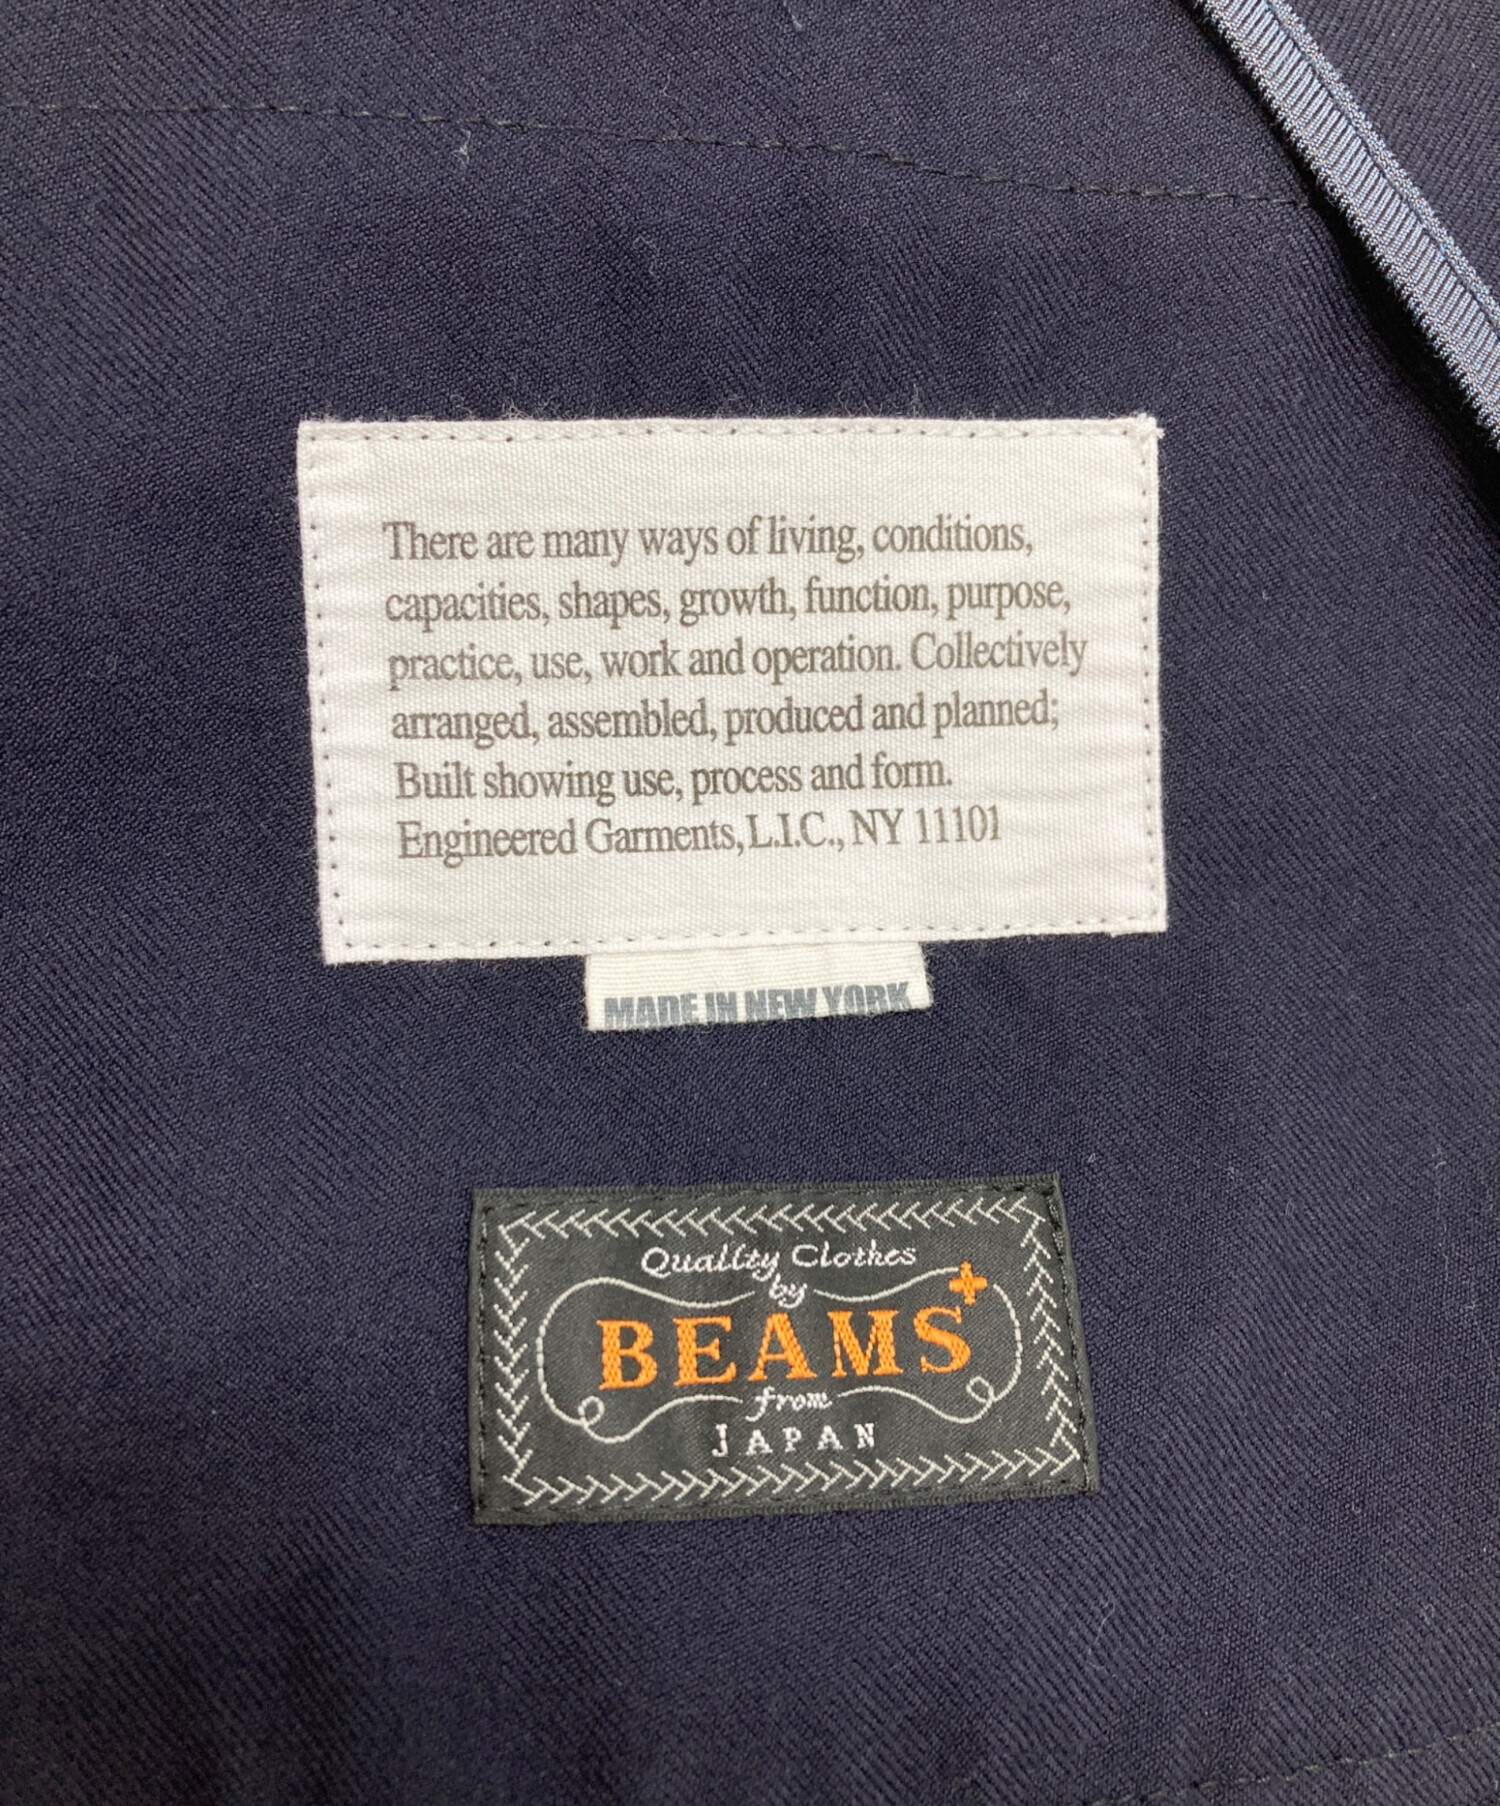 There are many ways of living, conditions,
capacities, shapes, growth, function, purpose,
practice, use, work and operation. Collectively
arranged, assembled, produced and planned;
Built showing use, process and form.
Engineered Garments, L.I.C., NY 11101
MADE IN NEW YORK
Quality Clothes
by
BEAMS+
from
JAPAN